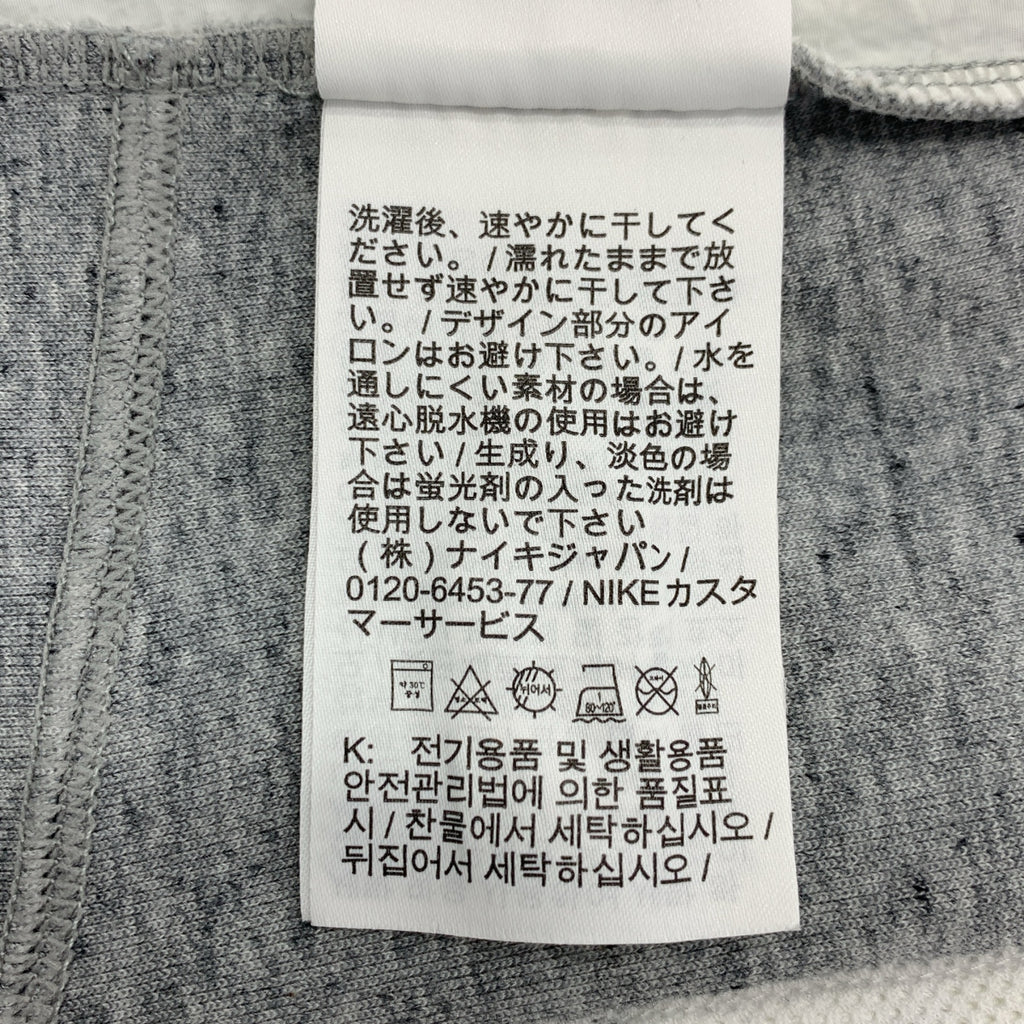 洗濯後、速やかに干してく
ださい。/ 濡れたままで放
置せず速やかに干して下さ
い。/ デザイン部分のアイ
ロンはお避け下さい。/ 水を
通しにくい素材の場合は、
遠心脱水機の使用はお避け
下さい / 生成り、淡色の場
合は蛍光剤の入った洗剤は
使用しないで下さい
(株) ナイキジャパン /
0120-6453-77 / NIKEカスタ
マーサービス
약 30℃ 뉘어서 80~120°
중성
K: 전기용품 및 생활용품
안전관리법에 의한 품질표
시 / 찬물에서 세탁하십시오 /
뒤집어서 세탁하십시오 /